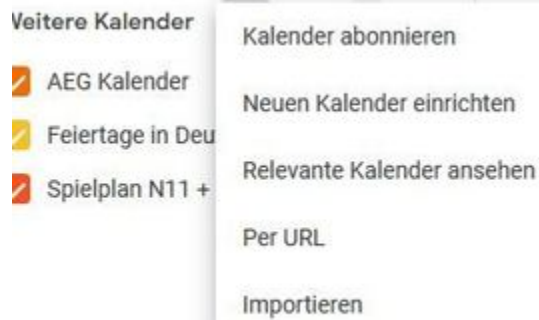 Weitere Kalender
AEG Kalender
Feiertage in Deu
Spielplan N11 +
Kalender abonnieren
Neuen Kalender einrichten
Relevante Kalender ansehen
Per URL
Importieren